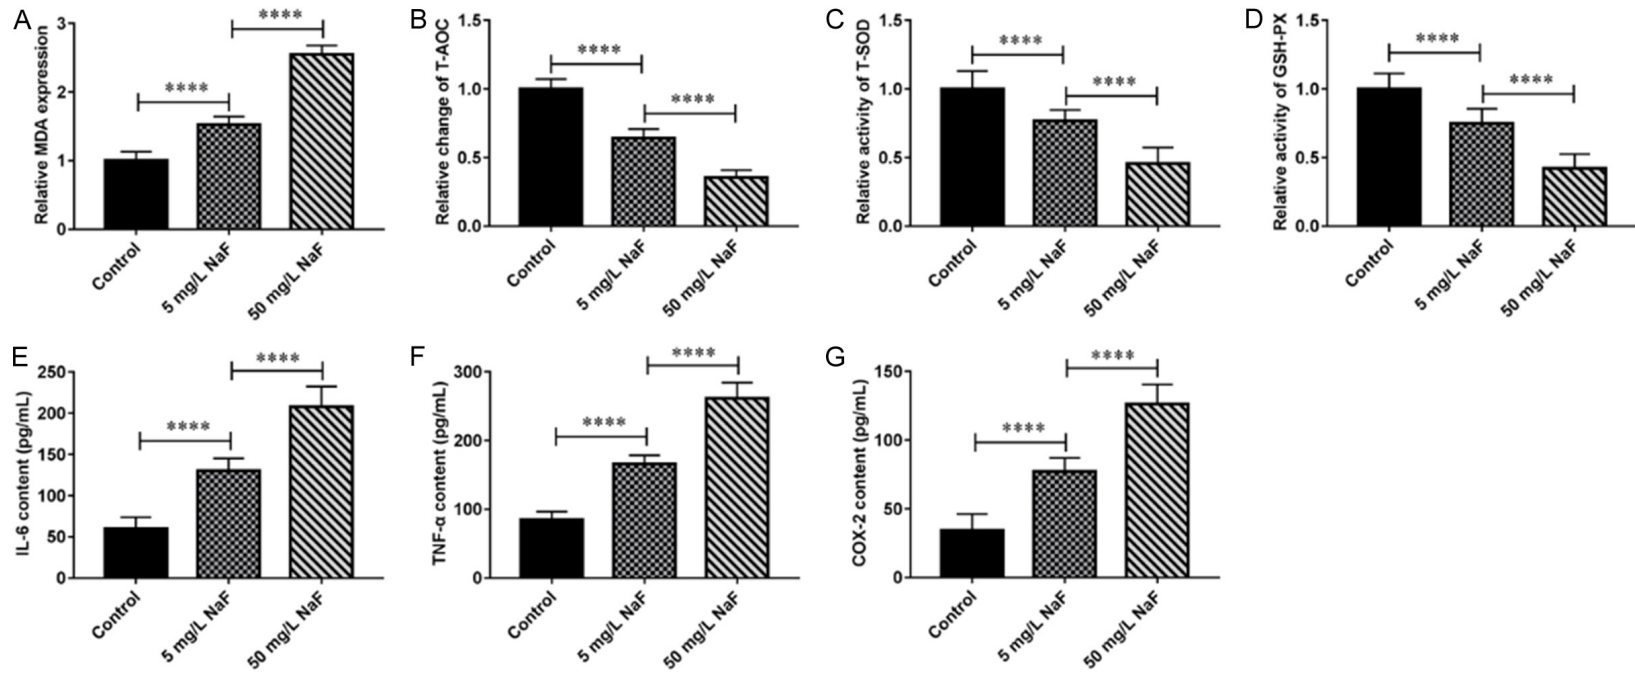 A
Relative MDA expression
3
2
1
0
****
****
Control
5 mg/L NaF
50 mg/L NaF
B
Relative change of T-AOC
1.5
1.0
0.5
0.0
****
****
Control
5 mg/L NaF
50 mg/L NaF
C
Relative activity of T-SOD
1.5
1.0
0.5
0.0
****
****
Control
5 mg/L NaF
50 mg/L NaF
D
Relative activity of GSH-PX
1.5
1.0
0.5
0.0
****
****
Control
5 mg/L NaF
50 mg/L NaF
E
IL-6 content (pg/mL)
250
200
150
100
50
0
****
****
Control
5 mg/L NaF
50 mg/L NaF
F
TNF-α content (pg/mL)
300
200
100
0
****
****
Control
5 mg/L NaF
50 mg/L NaF
G
COX-2 content (pg/mL)
150
100
50
0
****
****
Control
5 mg/L NaF
50 mg/L NaF